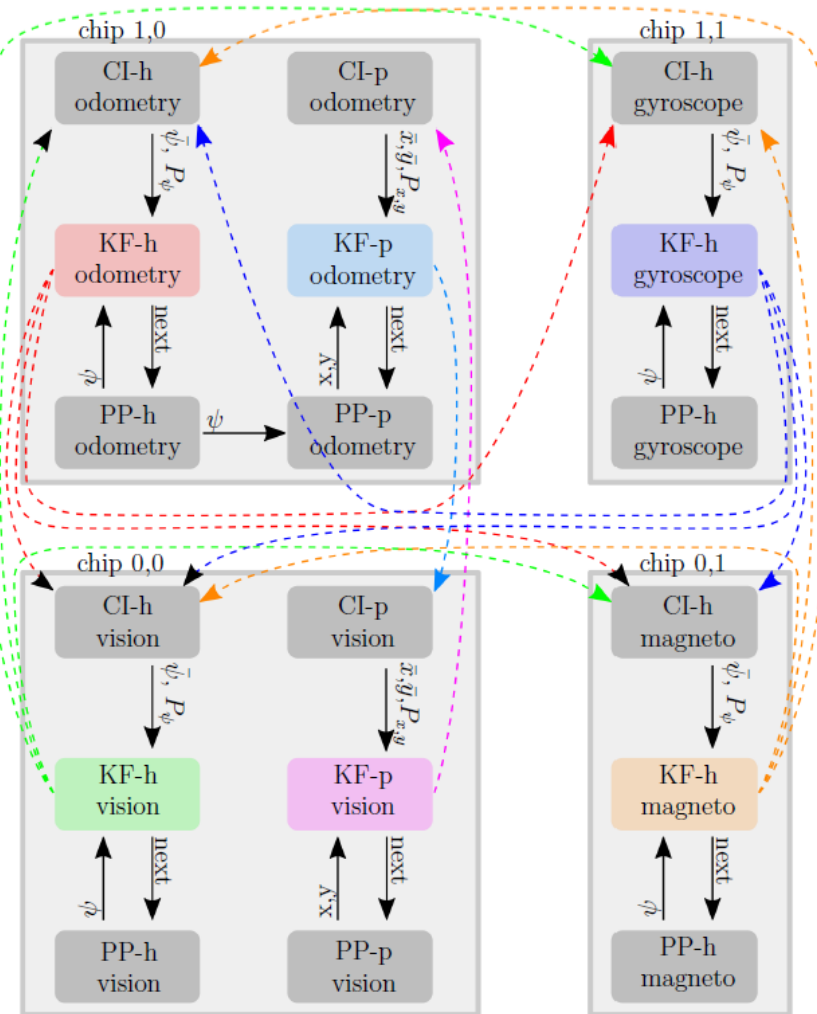 chip 1,0
chip 1,1
CI-h
odometry
CI-p
odometry
CI-h
gyroscope
ψ̄, P_ψ
x̄,ȳ,P_x,y
ψ̄, P_ψ
KF-h
odometry
KF-p
odometry
KF-h
gyroscope
ψ
next
x,y
next
ψ
next
PP-h
odometry
ψ
PP-p
odometry
PP-h
gyroscope
chip 0,0
chip 0,1
CI-h
vision
CI-p
vision
CI-h
magneto
ψ̄, P_ψ
x̄,ȳ,P_x,y
ψ̄, P_ψ
KF-h
vision
KF-p
vision
KF-h
magneto
ψ
next
x,y
next
ψ
next
PP-h
vision
PP-p
vision
PP-h
magneto